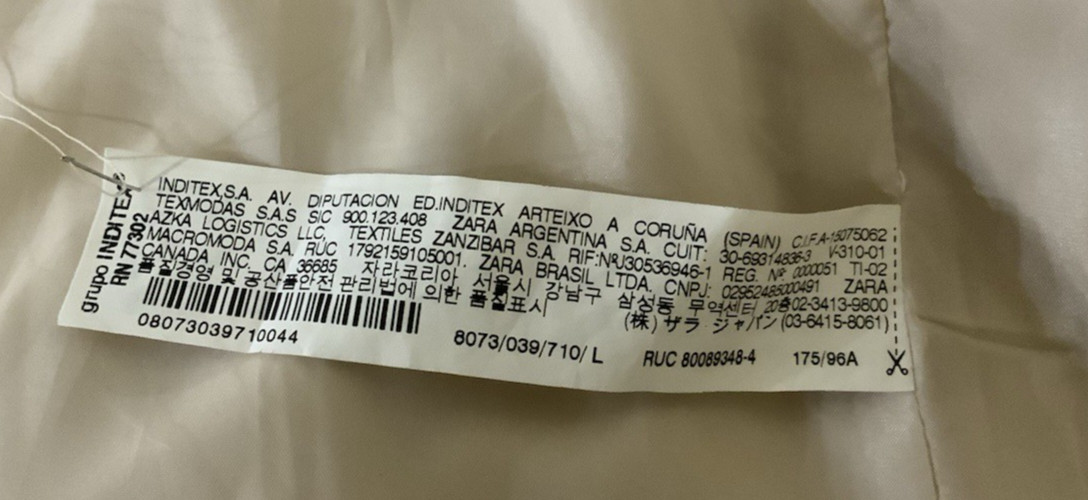 grupo INDITEX®
RN 77302
INDITEX,S.A. AV. DIPUTACION ED.INDITEX ARTEIXO A CORUÑA (SPAIN) C.I.F.A-15075062
TEXMODAS S.A.S SIC 900.123.408 ZARA ARGENTINA S.A. CUIT: 30-69314836-3 V-310-01
AZKA LOGISTICS LLC, TEXTILES ZANZIBAR S.A. RIF:NºJ30536946-1 REG. Nº 0000051 TI-02
MACROMODA S.A. RUC 1792159105001. ZARA BRASIL LTDA. CNPJ: 02952485000491 ZARA
CANADA INC. CA 36685 자라코리아 서울시 강남구 삼성동 무역센터 20층02-3413-9800
품질경영 및 공산품안전 관리법에 의한 품질표시 (株) ザラ ジャパン (03-6415-8061)
08073039710044
8073/039/710/ L RUC 80089348-4 175/96A